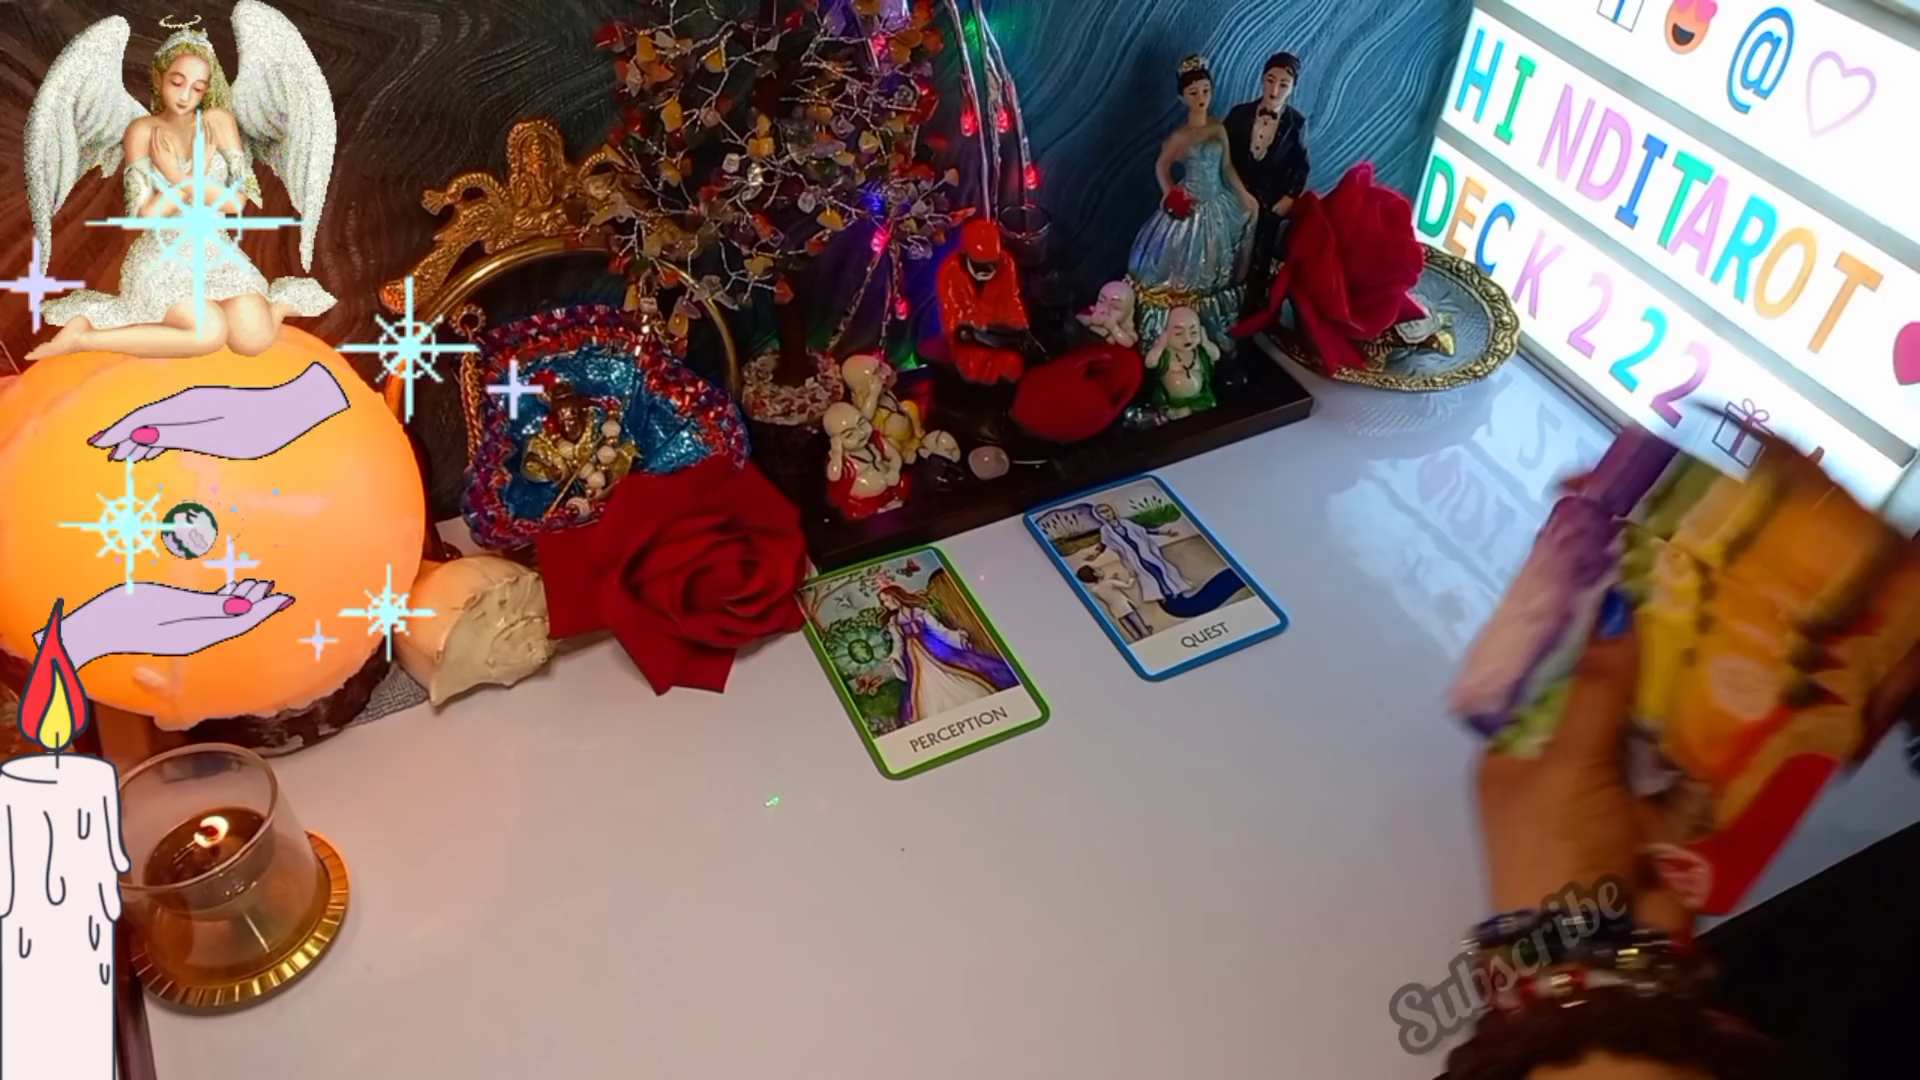 @
HINDITAROT
DECK 222
QUEST
PERCEPTION
Subscribe